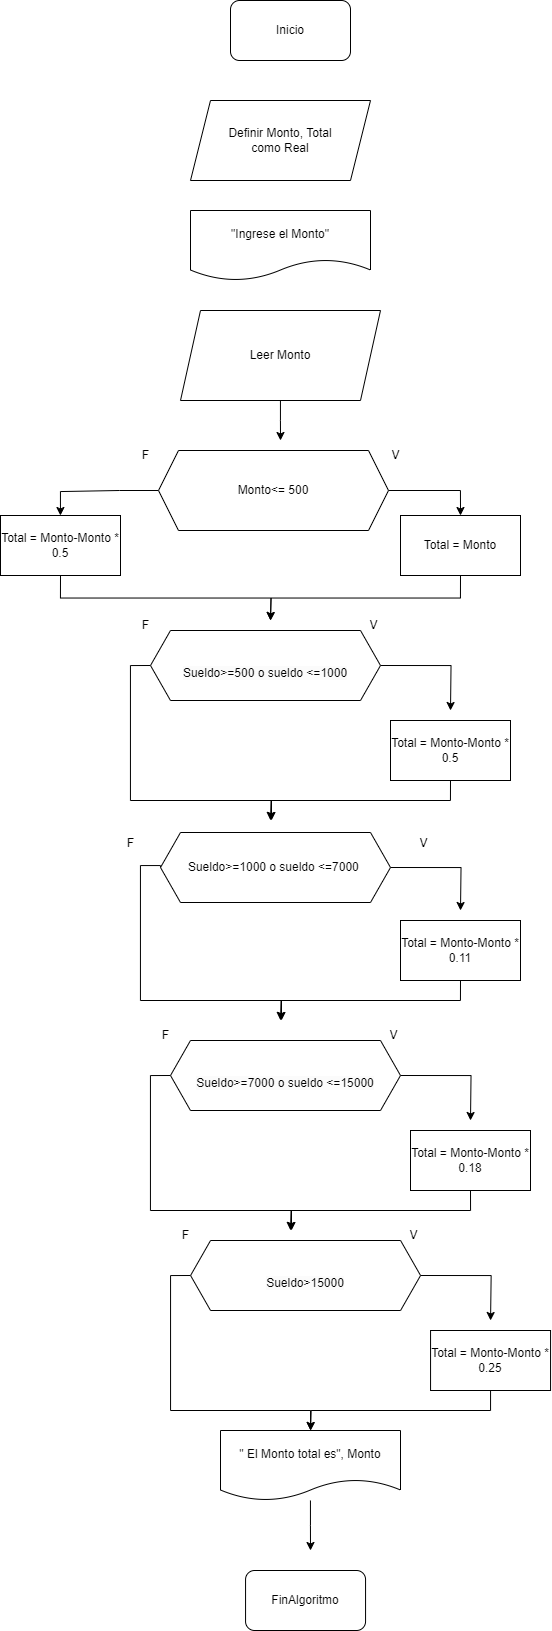 Inicio
Definir Monto, Total
como Real
"Ingrese el Monto"
Leer Monto
F
V
Monto<= 500
Total = Monto-Monto *
0.5
Total = Monto
F
V
Sueldo>=500 o sueldo <=1000
Total = Monto-Monto *
0.5
F
V
Sueldo>=1000 o sueldo <=7000
Total = Monto-Monto *
0.11
F
V
Sueldo>=7000 o sueldo <=15000
Total = Monto-Monto *
0.18
F
V
Sueldo>15000
Total = Monto-Monto *
0.25
" El Monto total es", Monto
FinAlgoritmo